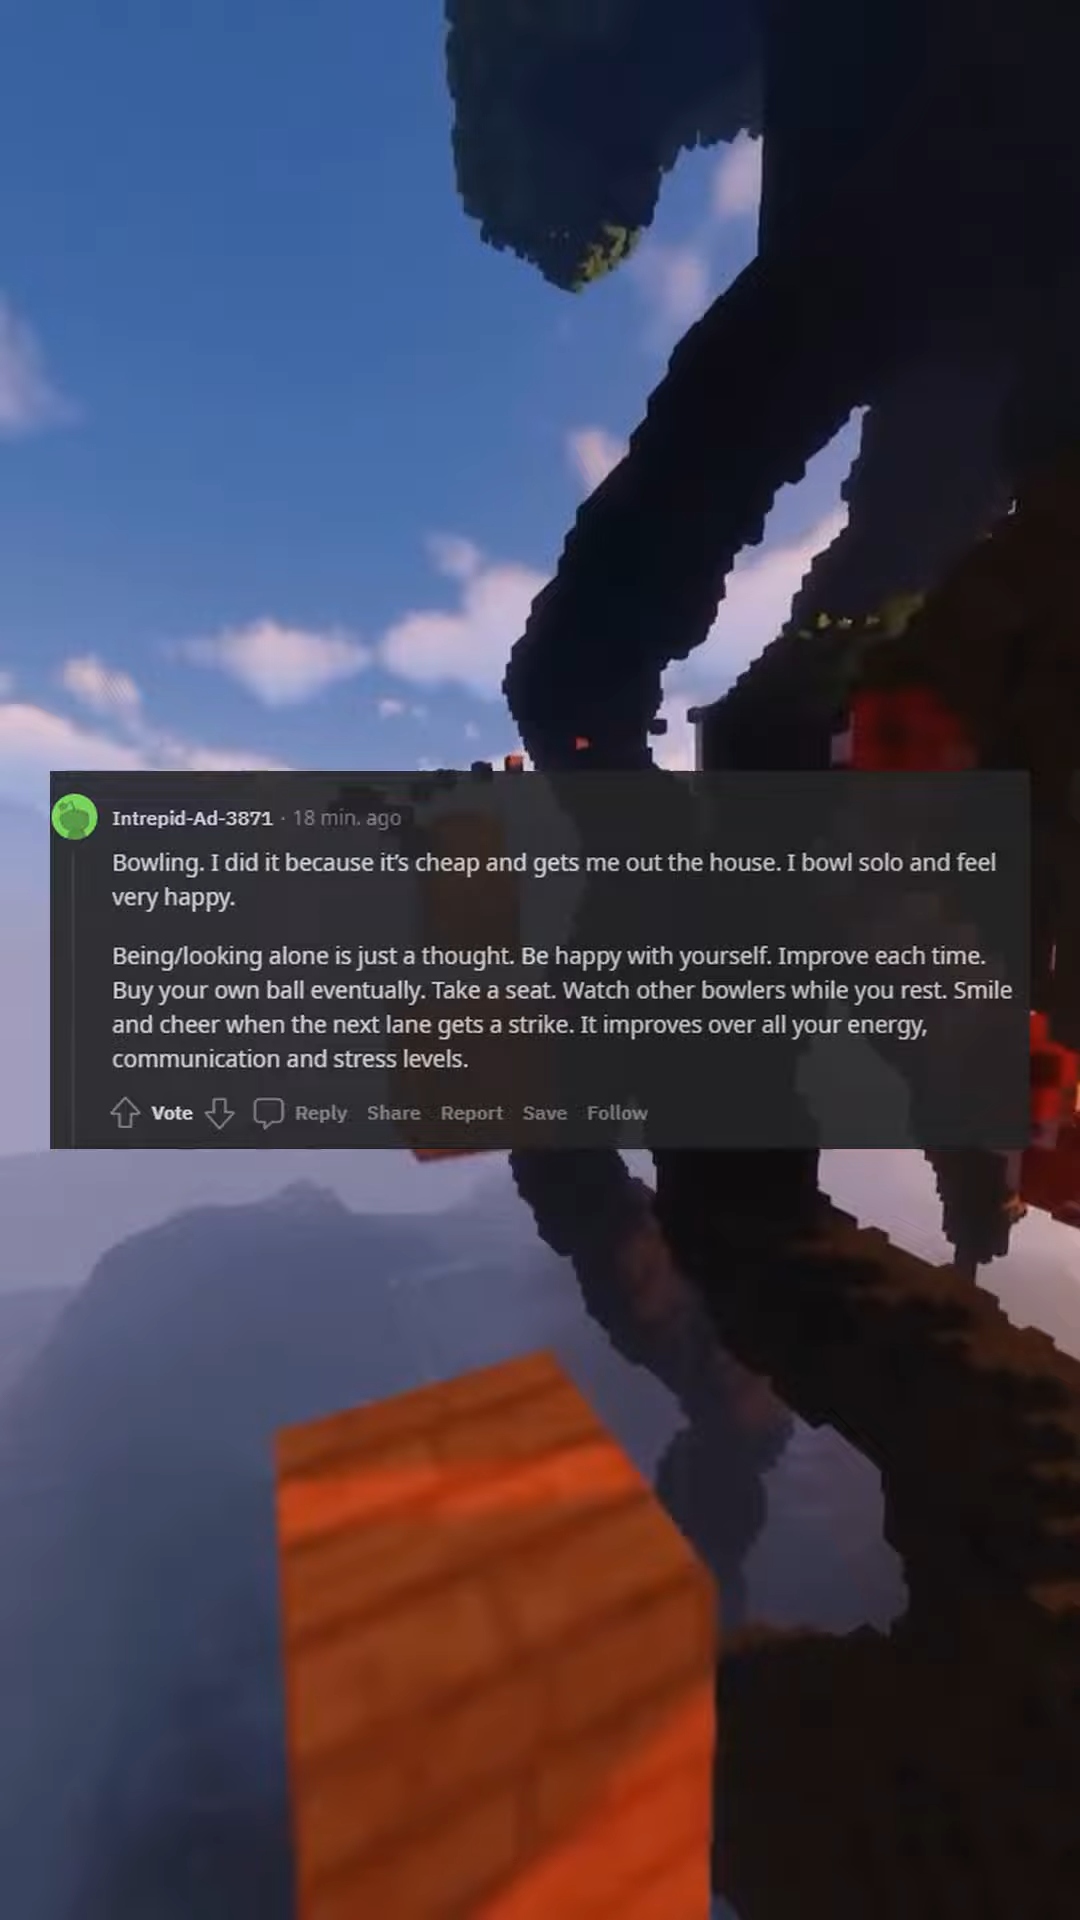 Intrepid-Ad-3871 · 18 min. ago
Bowling. I did it because it’s cheap and gets me out the house. I bowl solo and feel
very happy.
Being/looking alone is just a thought. Be happy with yourself. Improve each time.
Buy your own ball eventually. Take a seat. Watch other bowlers while you rest. Smile
and cheer when the next lane gets a strike. It improves over all your energy,
communication and stress levels.
Vote Reply Share Report Save Follow